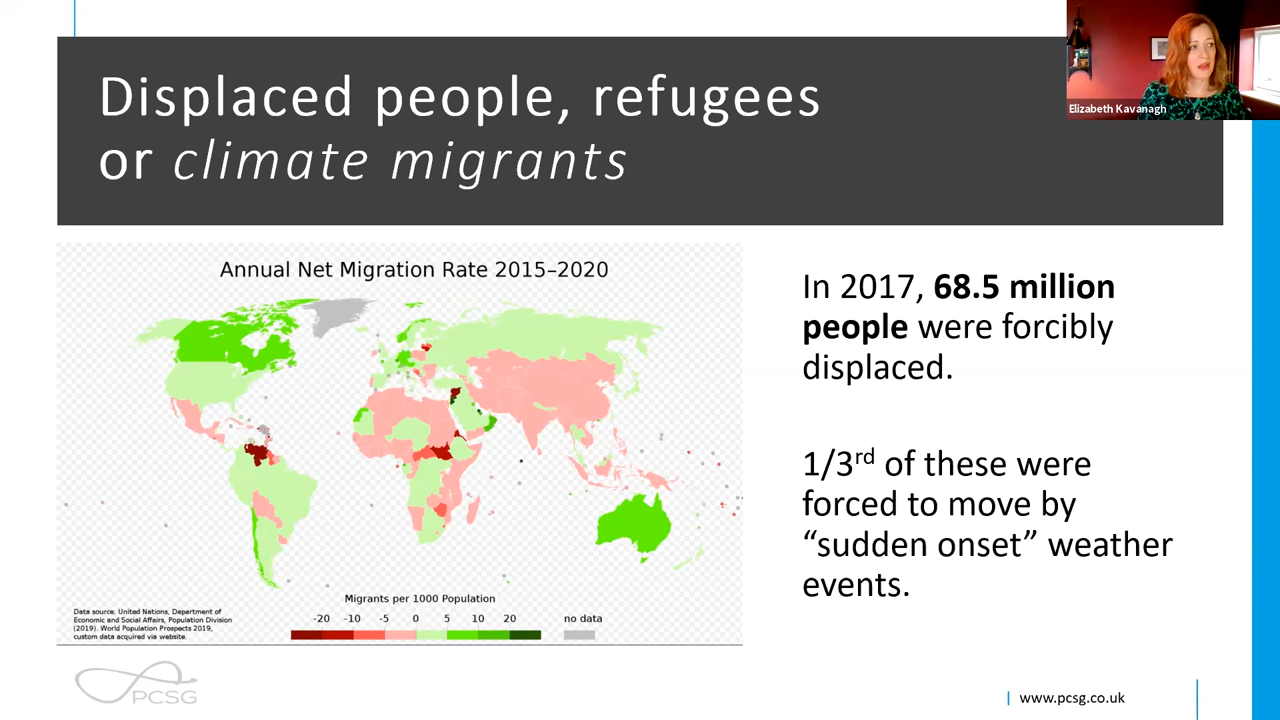 Displaced people, refugees
or climate migrants
Elizabeth Kavanagh
Annual Net Migration Rate 2015–2020
Migrants per 1000 Population
-20 -10 -5 0 5 10 20 no data
Data source: United Nations, Department of
Economic and Social Affairs, Population Division
(2019). World Population Prospects 2019,
custom data acquired via website.
In 2017, 68.5 million
people were forcibly
displaced.
1/3rd of these were
forced to move by
“sudden onset” weather
events.
PCSG
www.pcsg.co.uk